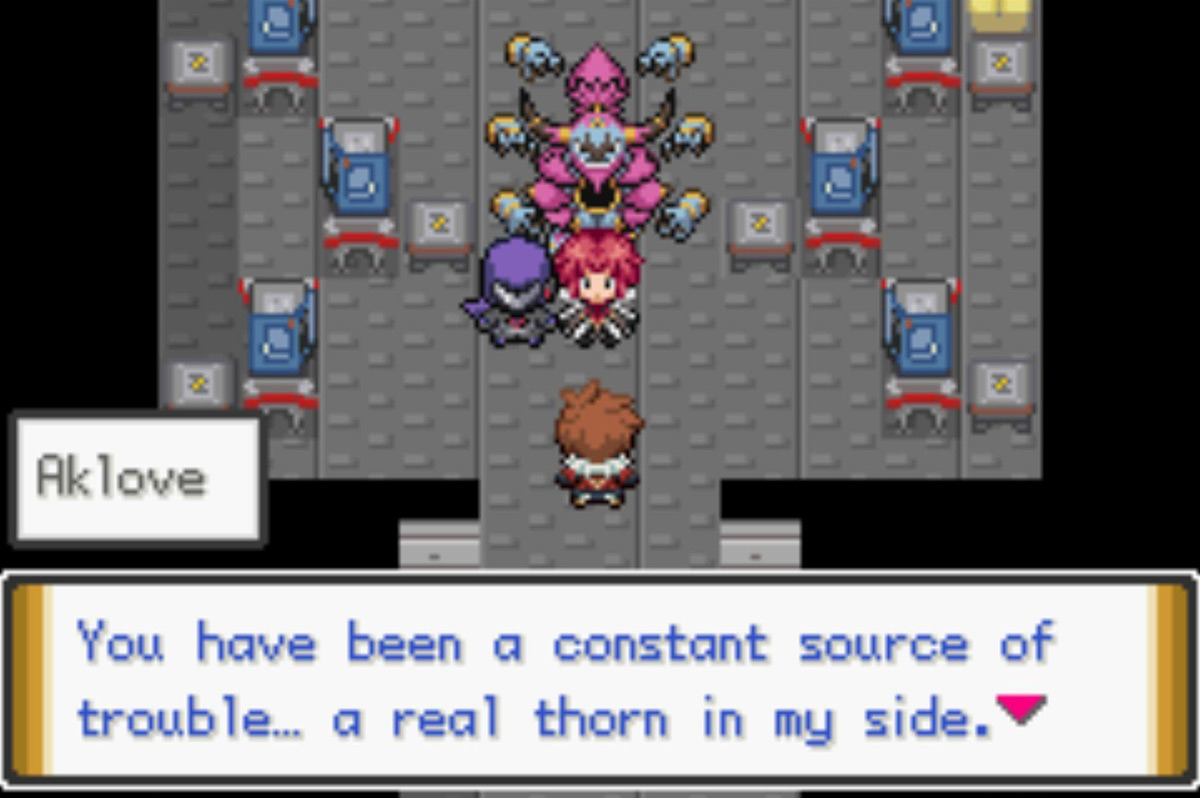 Aklove
You have been a constant source of
trouble… a real thorn in my side.